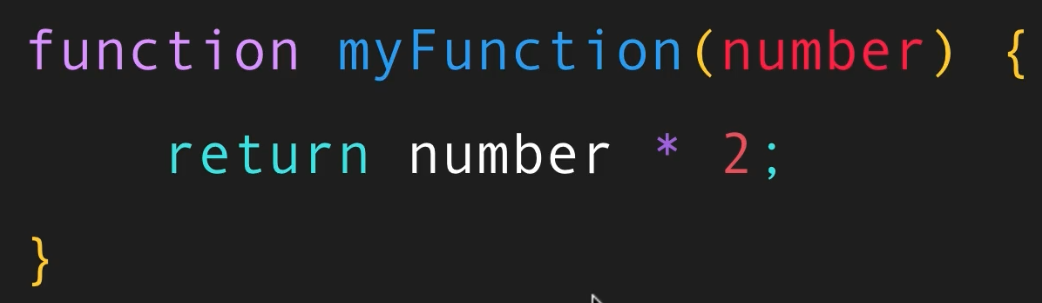 function myFunction(number) {
    return number * 2;
}